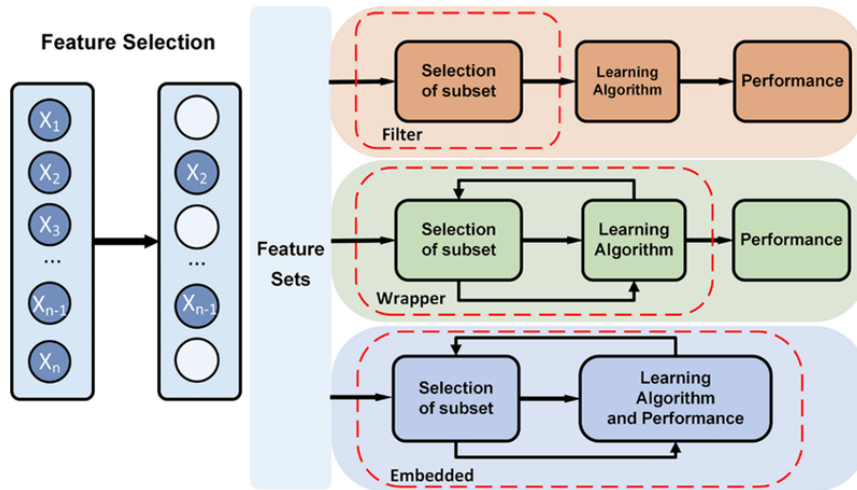 Feature Selection
X1
X2
X3
...
Xn-1
Xn
X2
...
Xn-1
Feature
Sets
Selection
of subset
Learning
Algorithm
Performance
Filter
Selection
of subset
Learning
Algorithm
Performance
Wrapper
Selection
of subset
Learning
Algorithm
and Performance
Embedded